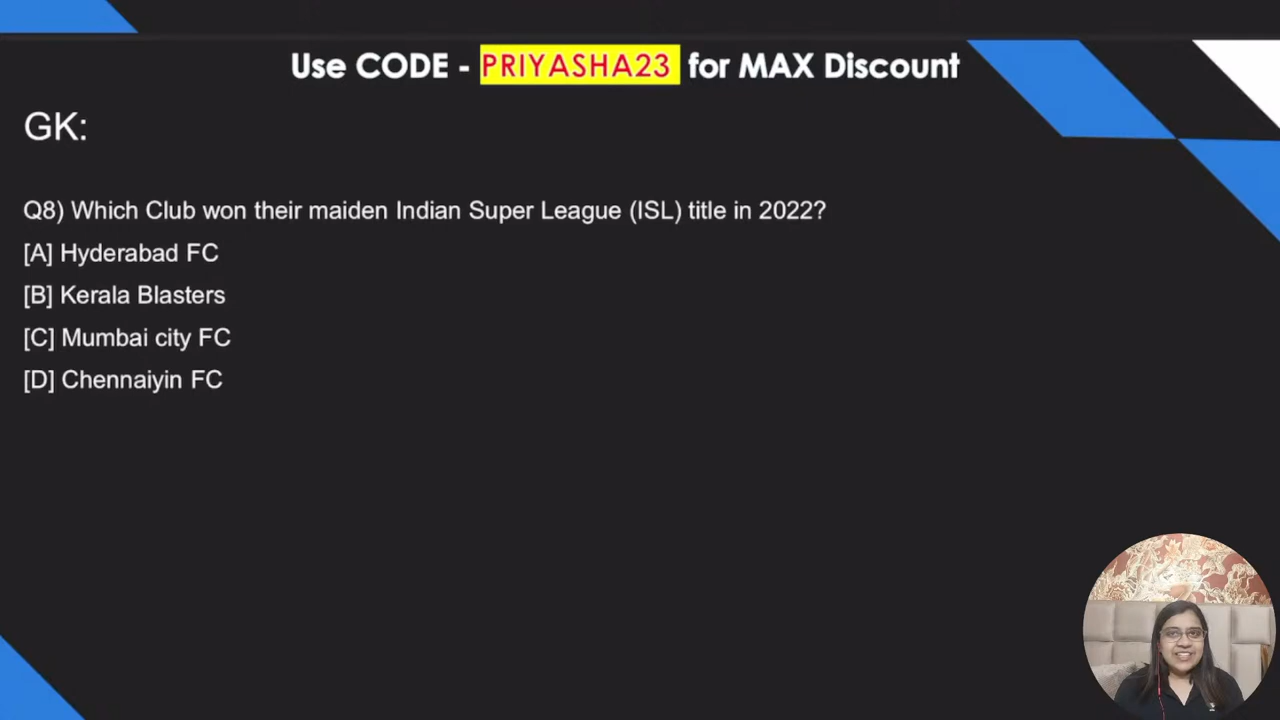 Use CODE - PRIYASHA23 for MAX Discount
GK:
Q8) Which Club won their maiden Indian Super League (ISL) title in 2022?
[A] Hyderabad FC
[B] Kerala Blasters
[C] Mumbai city FC
[D] Chennaiyin FC